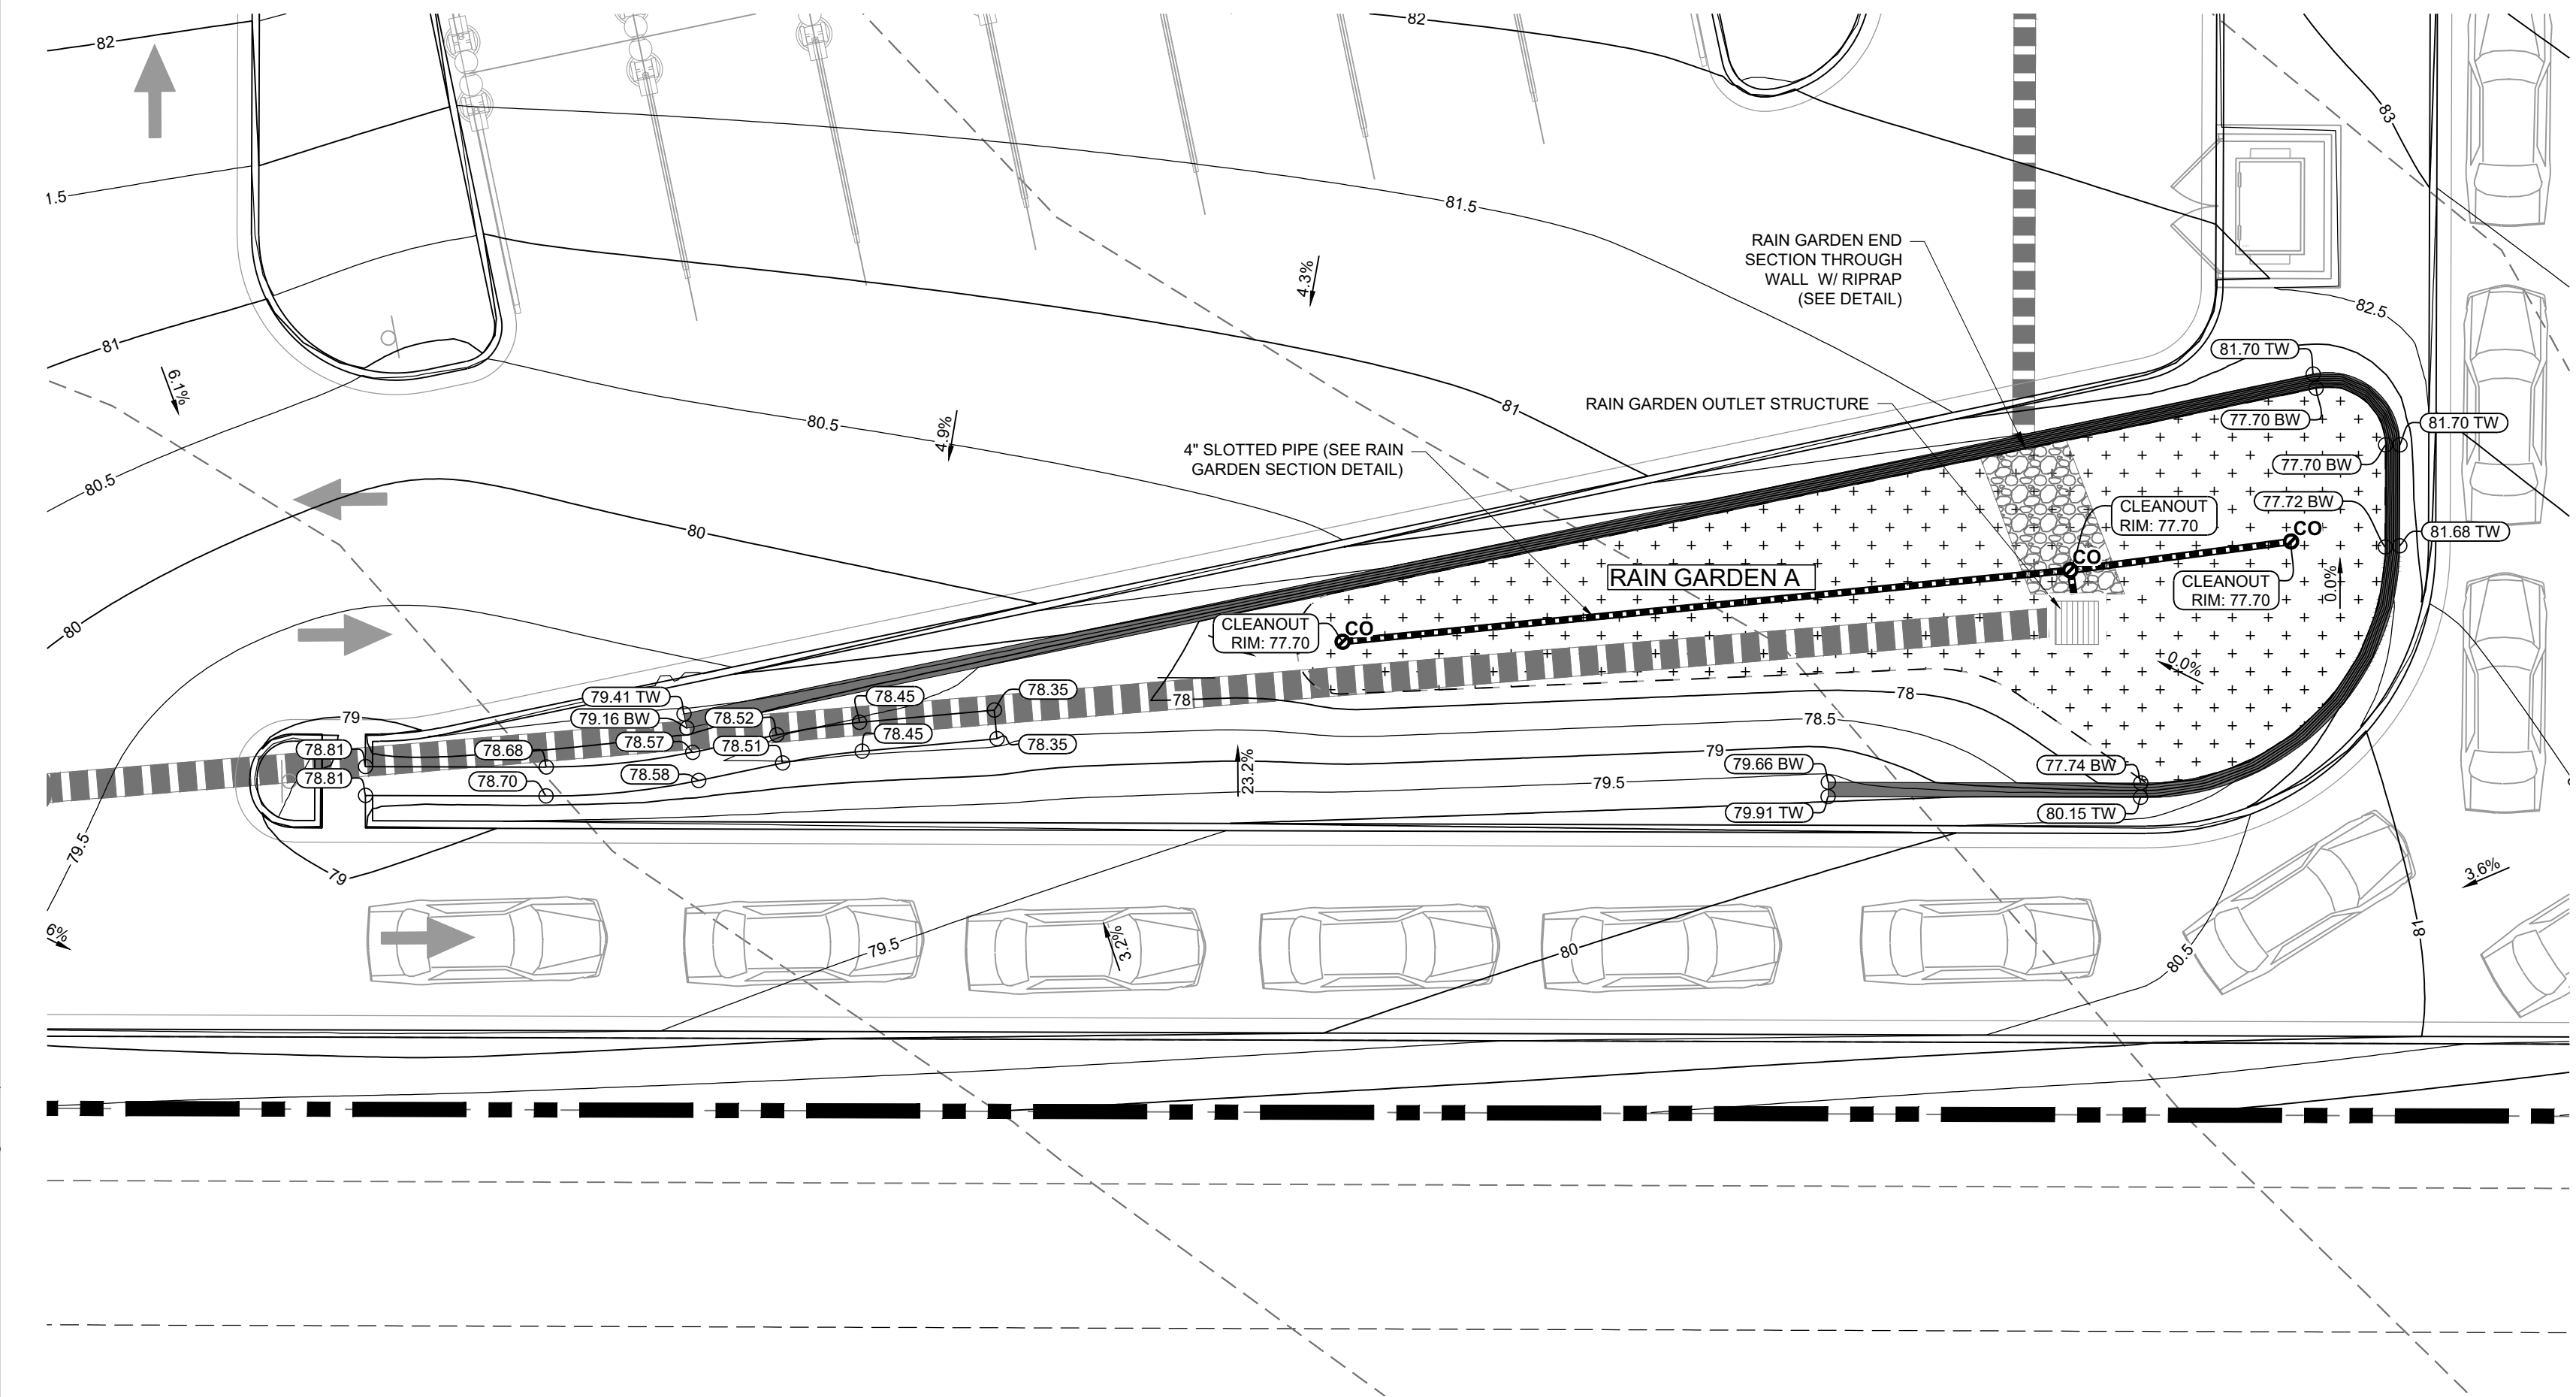 82
82
83
1.5
81.5
RAIN GARDEN END
SECTION THROUGH
WALL W/ RIPRAP
(SEE DETAIL)
4.3%
82.5
81
6.1%
81.70 TW
81
RAIN GARDEN OUTLET STRUCTURE
77.70 BW
81.70 TW
80.5
4.9%
4" SLOTTED PIPE (SEE RAIN
GARDEN SECTION DETAIL)
77.70 BW
80.5
77.72 BW
CLEANOUT
RIM: 77.70
80
CO
81.68 TW
CO
RAIN GARDEN A
CLEANOUT
RIM: 77.70
0.0%
80
CLEANOUT
RIM: 77.70
CO
0.0%
79.41 TW
78.45
78.35
78
78
79
79.16 BW
78.52
78.5
78.81
78.68
78.57
78.51
78.45
78.35
79
78.81
78.70
78.58
23.2%
79.5
79.66 BW
77.74 BW
79.91 TW
80.15 TW
79.5
79
3.6%
6%
79.5
3.2%
80
80.5
81